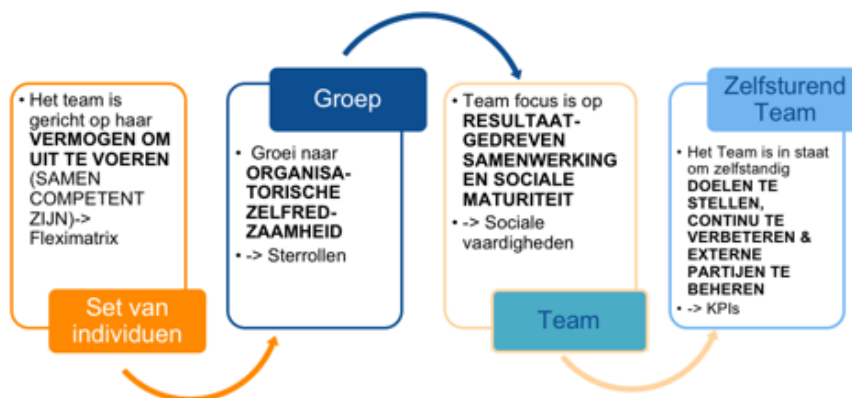 • Het team is
gericht op haar
VERMOGEN OM
UIT TE VOEREN
(SAMEN
COMPETENT
ZIJN)->
Fleximatrix
Set van
individuen
Groep
• Groei naar
ORGANISA-
TORISCHE
ZELFRED-
ZAAMHEID
• -> Sterrollen
• Team focus is op
RESULTAAT-
GEDREVEN
SAMENWERKING
EN SOCIALE
MATURITEIT
• -> Sociale
vaardigheden
Team
Zelfsturend
Team
• Het Team is in staat
om zelfstandig
DOELEN TE
STELLEN,
CONTINU TE
VERBETEREN &
EXTERNE
PARTIJEN TE
BEHEREN
• -> KPIs